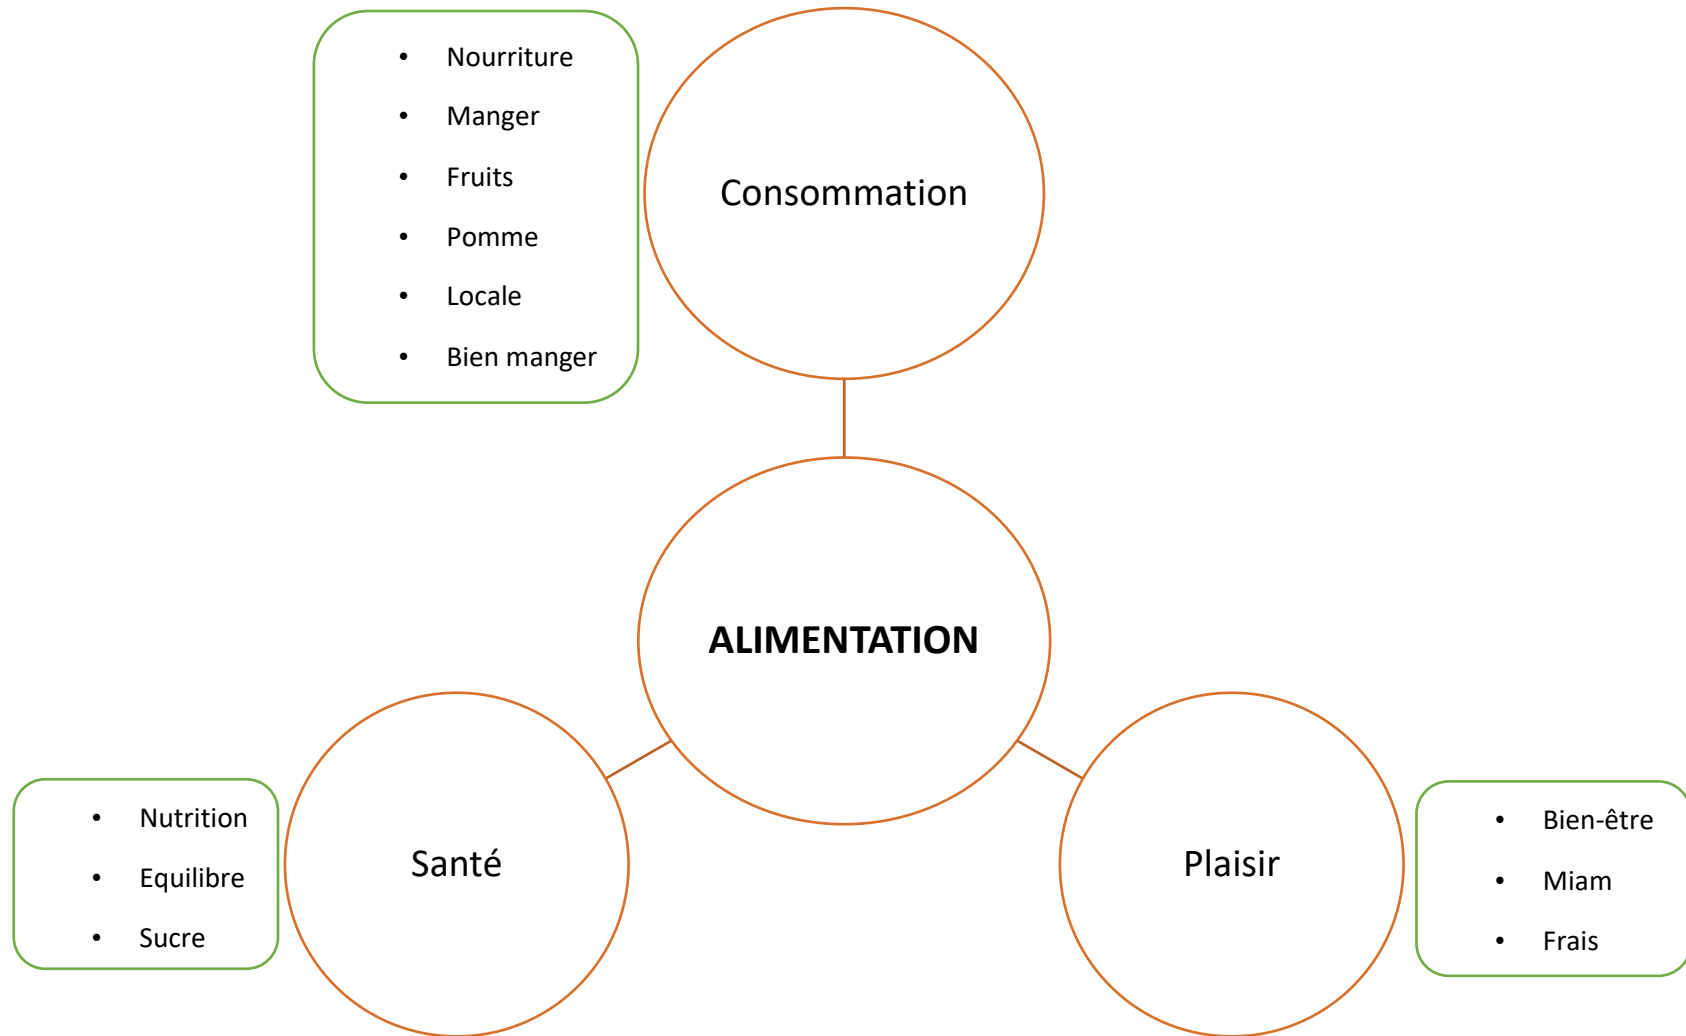 • Nourriture
• Manger
• Fruits
• Pomme
• Locale
• Bien manger
Consommation
ALIMENTATION
• Nutrition
• Equilibre
• Sucre
Santé
Plaisir
• Bien-être
• Miam
• Frais